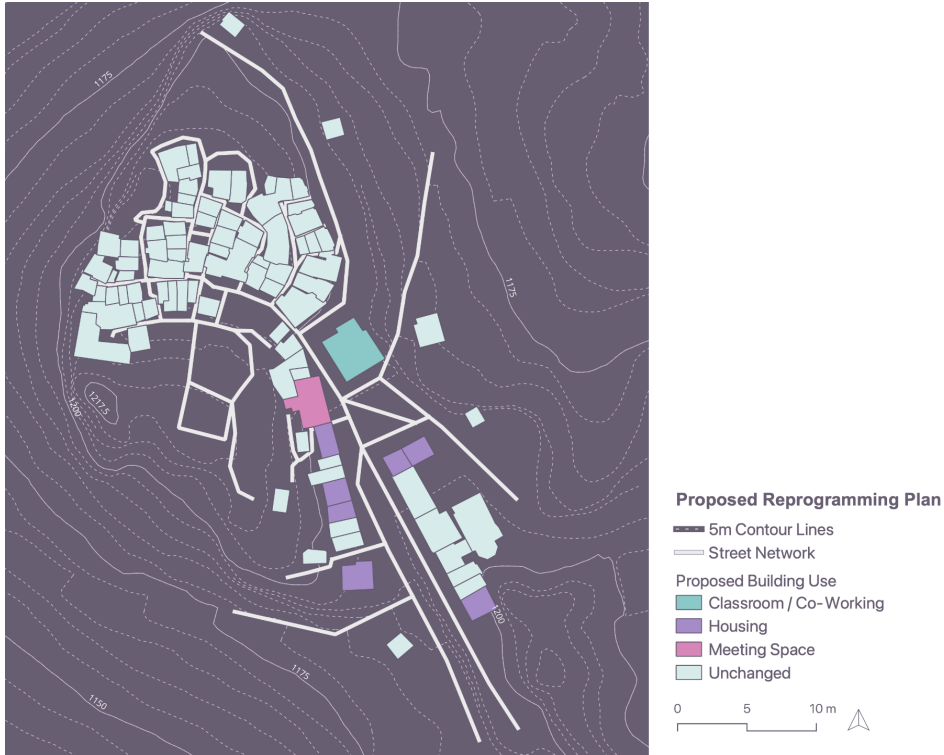 1175
1175
1200
1217.5
1200
1175
1150
Proposed Reprogramming Plan
5m Contour Lines
Street Network
Proposed Building Use
Classroom / Co-Working
Housing
Meeting Space
Unchanged
0 5 10 m